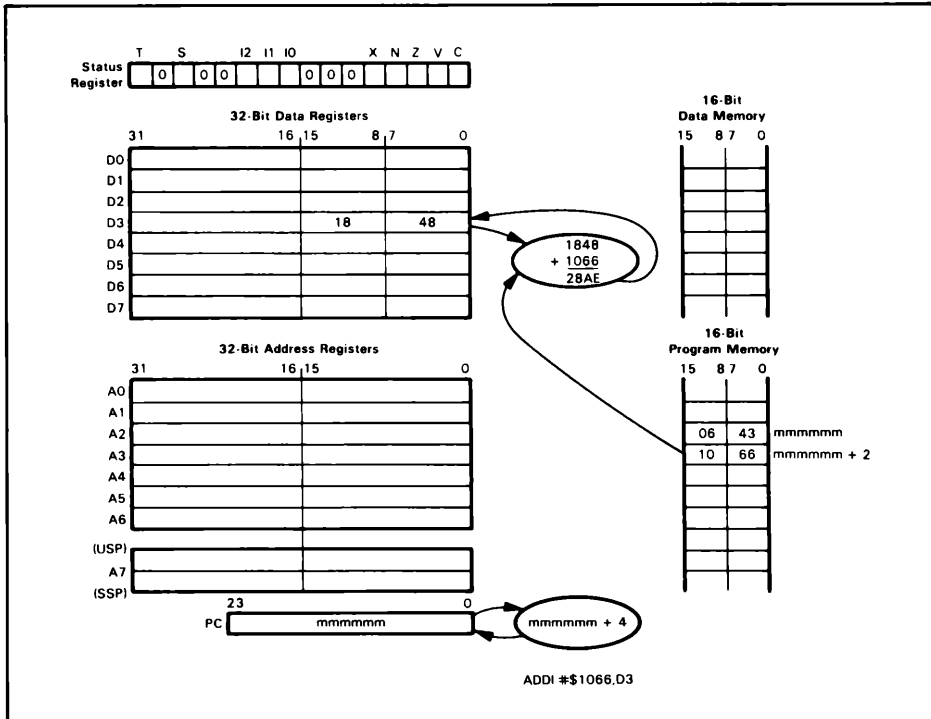 T S I2 I1 I0 X N Z V C
Status
Register
0 0 0 0 0 0
32-Bit Data Registers
31 16 15 8 7 0
D0
D1
D2
D3 18 48
D4
D5
D6
D7
1848
+ 1066
28AE
16-Bit
Data Memory
15 8 7 0
32-Bit Address Registers
31 16 15 0
A0
A1
A2
A3
A4
A5
A6
(USP)
A7
(SSP)
16-Bit
Program Memory
15 8 7 0
06 43 mmmmmm
10 66 mmmmmm + 2
23 0
PC mmmmmm
mmmmmm + 4
ADDI #$1066,D3